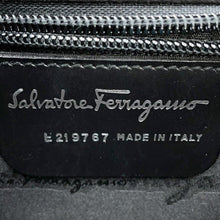 Salvatore Ferragamo
E219767 MADE IN ITALY